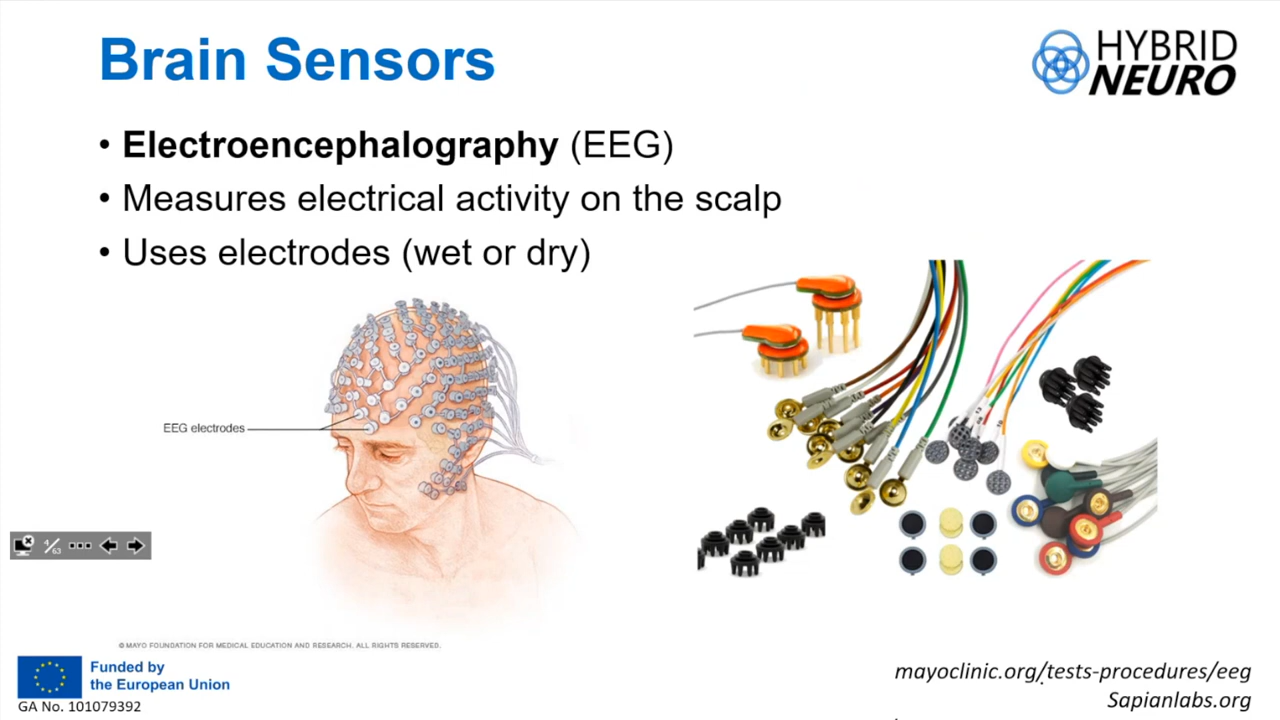 Brain Sensors
HYBRID
NEURO
• Electroencephalography (EEG)
• Measures electrical activity on the scalp
• Uses electrodes (wet or dry)
EEG electrodes
4/63
© MAYO FOUNDATION FOR MEDICAL EDUCATION AND RESEARCH. ALL RIGHTS RESERVED.
Funded by
the European Union
GA No. 101079392
mayoclinic.org/tests-procedures/eeg
Sapianlabs.org